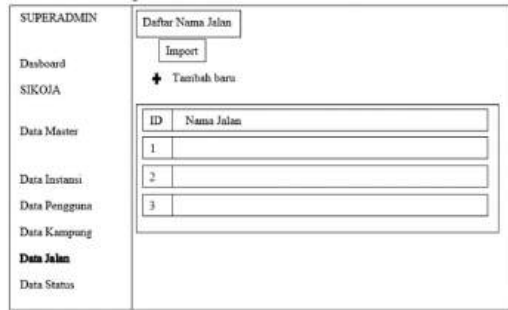 SUPERADMIN
Dasboard
SIKOJA
Data Master
Data Instansi
Data Pengguna
Data Kampung
Data Jalan
Data Status
Daftar Nama Jalan
Import
Tambah baru
ID Nama Jalan
1
2
3